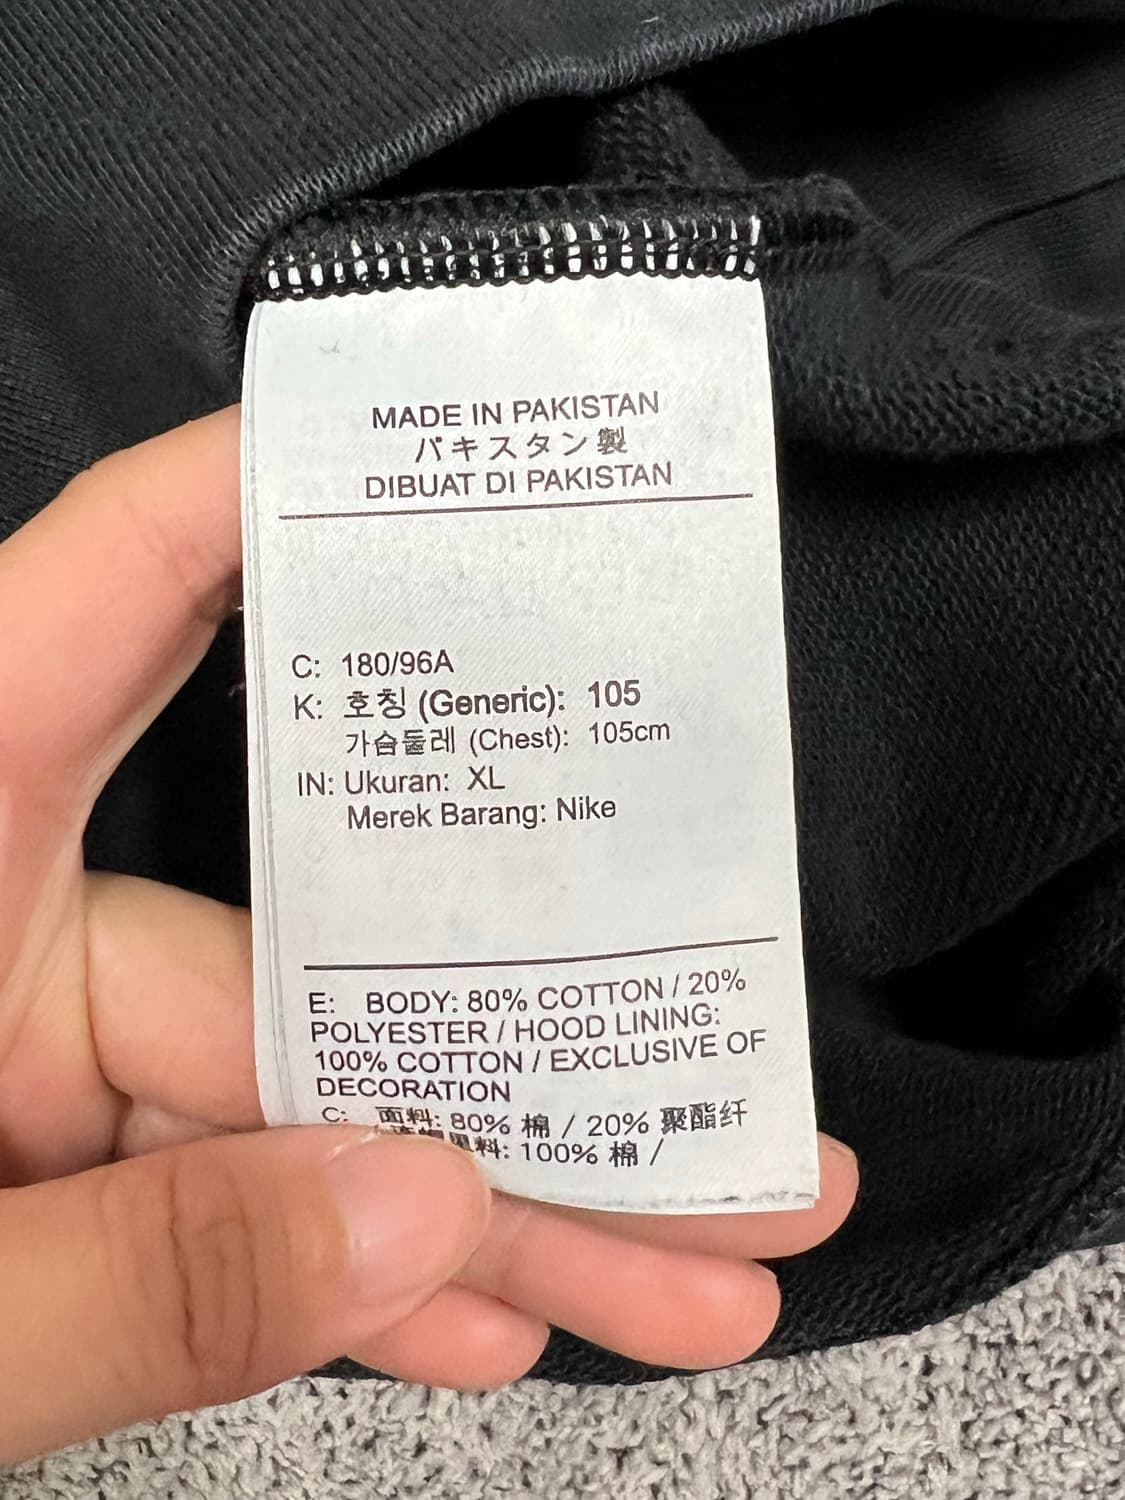 MADE IN PAKISTAN
パキスタン製
DIBUAT DI PAKISTAN
C: 180/96A
K: 호칭 (Generic): 105
가슴둘레 (Chest): 105cm
IN: Ukuran: XL
Merek Barang: Nike
E: BODY: 80% COTTON / 20%
POLYESTER / HOOD LINING:
100% COTTON / EXCLUSIVE OF
DECORATION
C: 面料: 80% 棉 / 20% 聚酯纤
料: 100% 棉 /